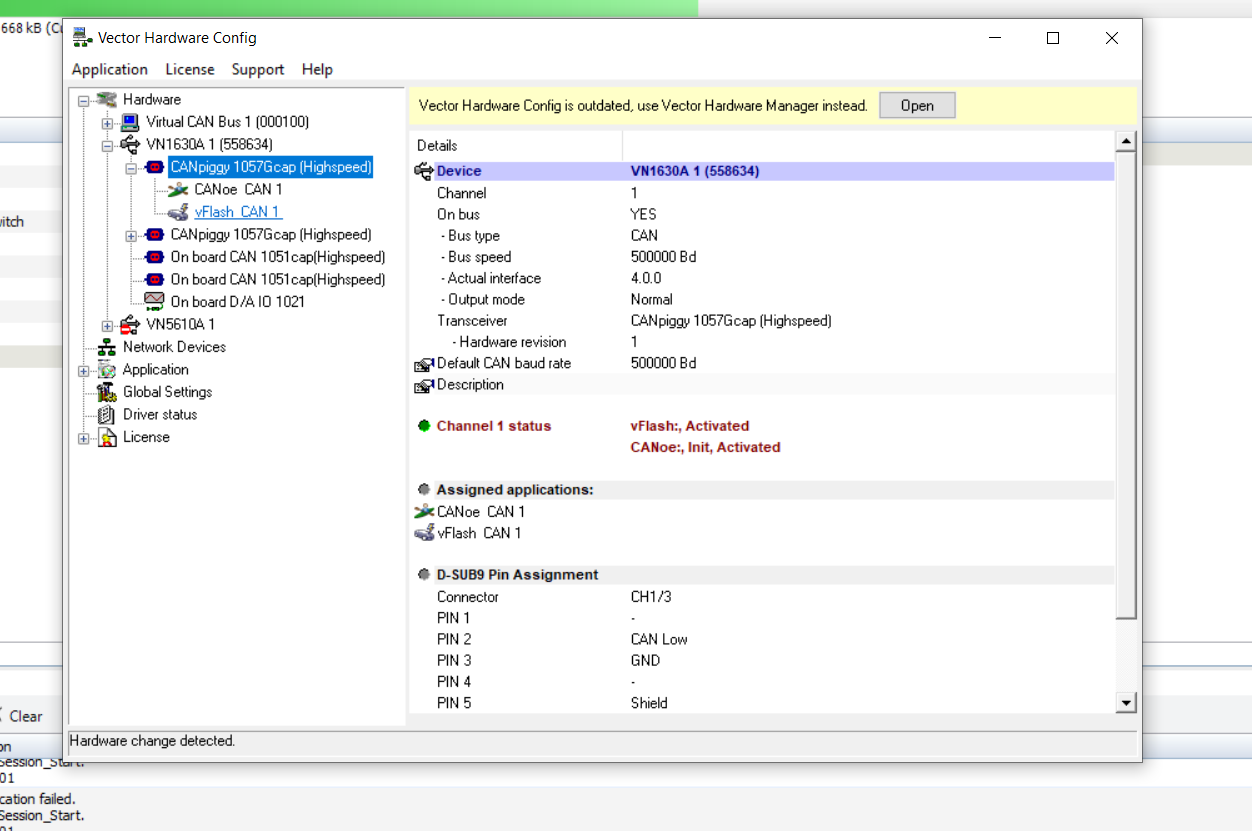 668 kB (Cu
Vector Hardware Config
Application License Support Help
Hardware
Virtual CAN Bus 1 (000100)
VN1630A 1 (558634)
CANpiggy 1057Gcap (Highspeed)
CANoe CAN 1
vFlash CAN 1
CANpiggy 1057Gcap (Highspeed)
On board CAN 1051cap(Highspeed)
On board CAN 1051cap(Highspeed)
On board D/A IO 1021
VN5610A 1
Network Devices
Application
Global Settings
Driver status
License
Vector Hardware Config is outdated, use Vector Hardware Manager instead. Open
Details
Device VN1630A 1 (558634)
Channel 1
On bus YES
- Bus type CAN
- Bus speed 500000 Bd
- Actual interface 4.0.0
- Output mode Normal
Transceiver CANpiggy 1057Gcap (Highspeed)
- Hardware revision 1
Default CAN baud rate 500000 Bd
Description
Channel 1 status vFlash:, Activated
CANoe:, Init, Activated
Assigned applications:
CANoe CAN 1
vFlash CAN 1
D-SUB9 Pin Assignment
Connector CH1/3
PIN 1 -
PIN 2 CAN Low
PIN 3 GND
PIN 4 -
PIN 5 Shield
Hardware change detected.
itch
Clear
on
Session_Start.
01
cation failed.
Session_Start.
01